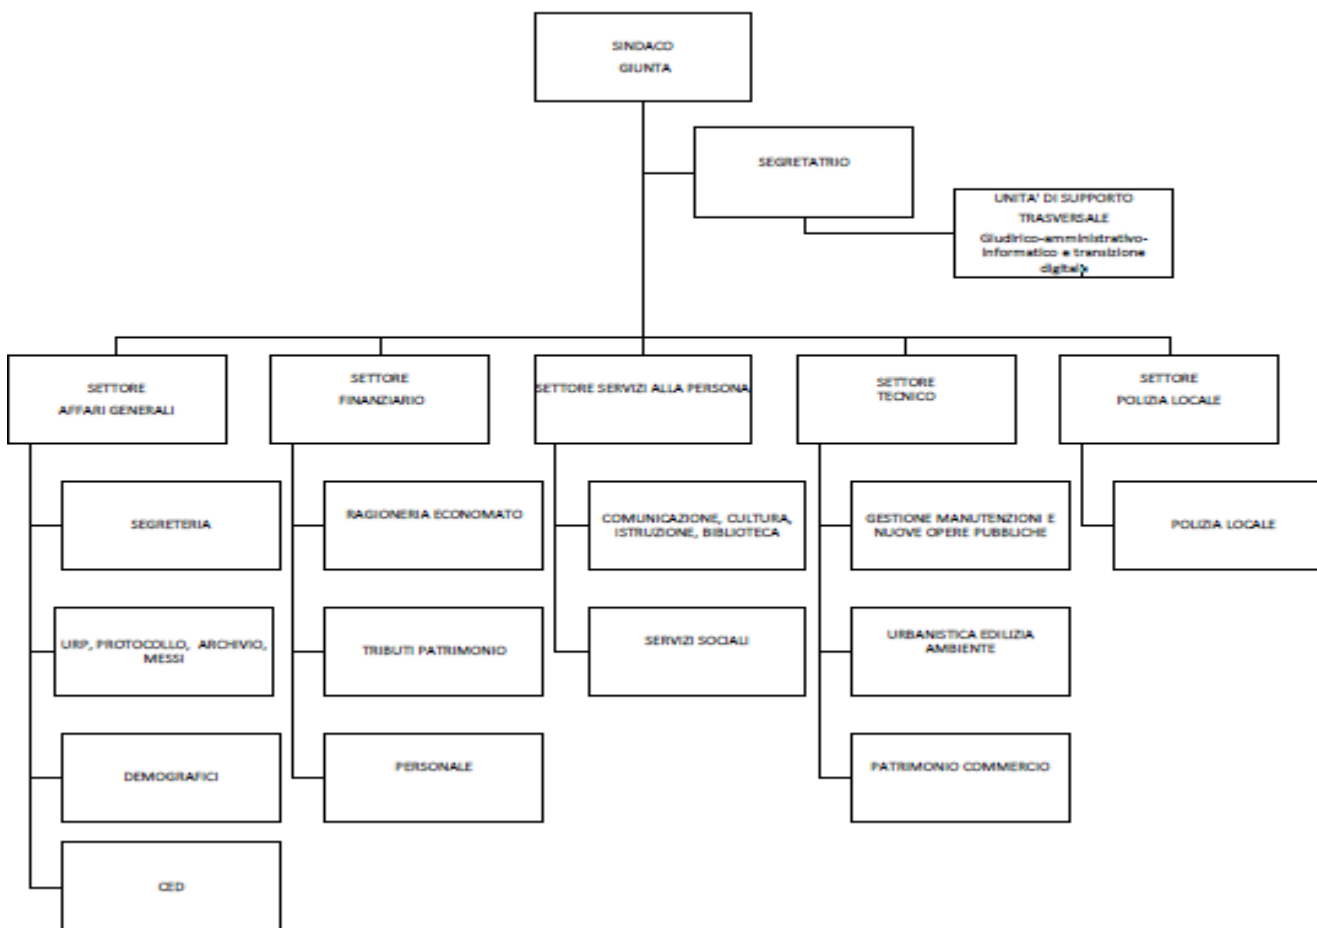 SINDACO
GIUNTA
SEGRETATRIO
UNITA' DI SUPPORTO
TRASVERSALE
Giudirico-amministrativo-
informatico e transizione
digitale
SETTORE
AFFARI GENERALI
SETTORE
FINANZIARIO
SETTORE SERVIZI ALLA PERSONA
SETTORE
TECNICO
SETTORE
POLIZIA LOCALE
SEGRETERIA
RAGIONERIA ECONOMATO
COMUNICAZIONE, CULTURA,
ISTRUZIONE, BIBLIOTECA
GESTIONE MANUTENZIONI E
NUOVE OPERE PUBBLICHE
POLIZIA LOCALE
URP, PROTOCOLLO, ARCHIVIO,
MESSI
TRIBUTI PATRIMONIO
SERVIZI SOCIALI
URBANISTICA EDILIZIA
AMBIENTE
DEMOGRAFICI
PERSONALE
PATRIMONIO COMMERCIO
CED